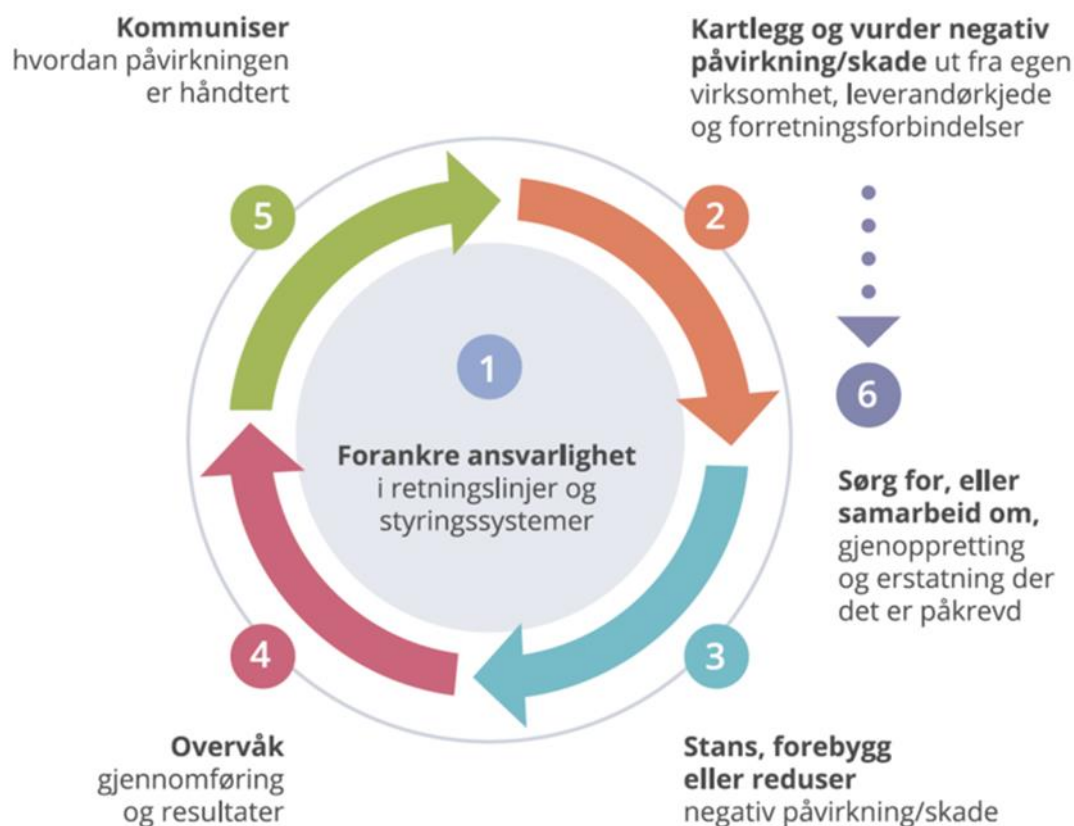 Kommuniser
hvordan påvirkningen
er håndtert
5
Kartlegg og vurder negativ
påvirkning/skade ut fra egen
virksomhet, leverandørkjede
og forretningsforbindelser
2
1
Forankre ansvarlighet
i retningslinjer og
styringssystemer
6
Sørg for, eller
samarbeid om,
gjenoppretting
og erstatning der
det er påkrevd
4
Overvåk
gjennomføring
og resultater
3
Stans, forebygg
eller reduser
negativ påvirkning/skade